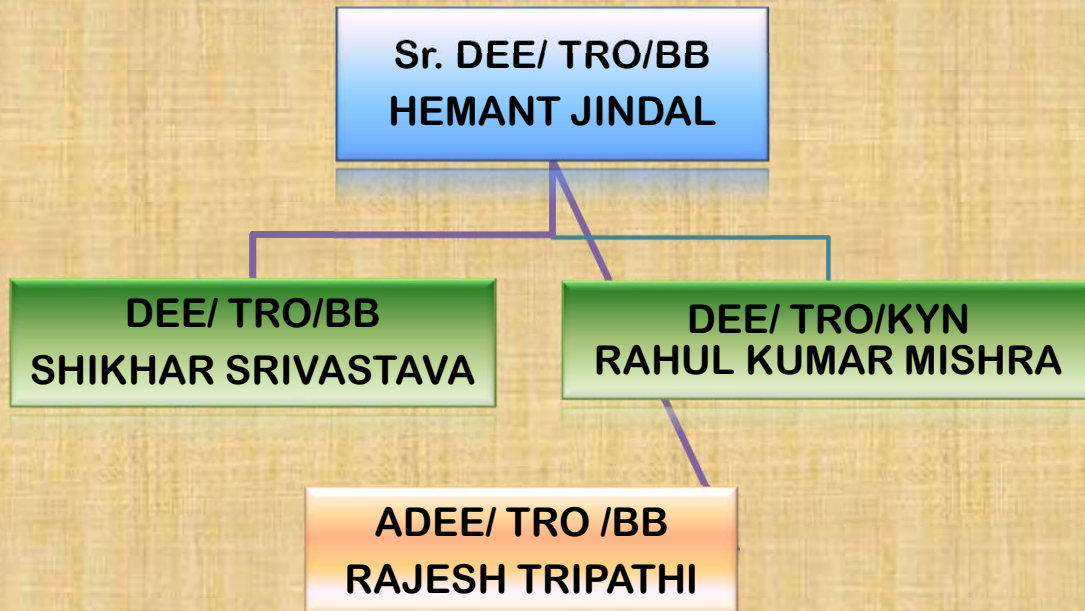 Sr. DEE/ TRO/BB
HEMANT JINDAL
DEE/ TRO/BB
SHIKHAR SRIVASTAVA
DEE/ TRO/KYN
RAHUL KUMAR MISHRA
ADEE/ TRO /BB
RAJESH TRIPATHI